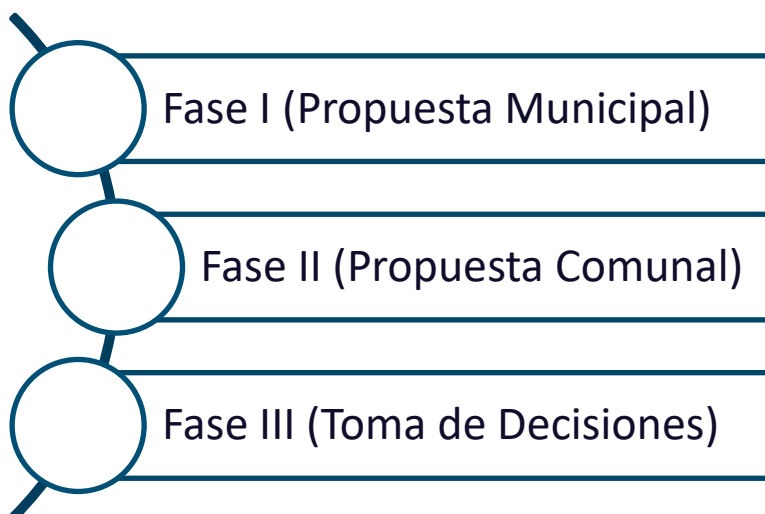 Fase I (Propuesta Municipal)
Fase II (Propuesta Comunal)
Fase III (Toma de Decisiones)